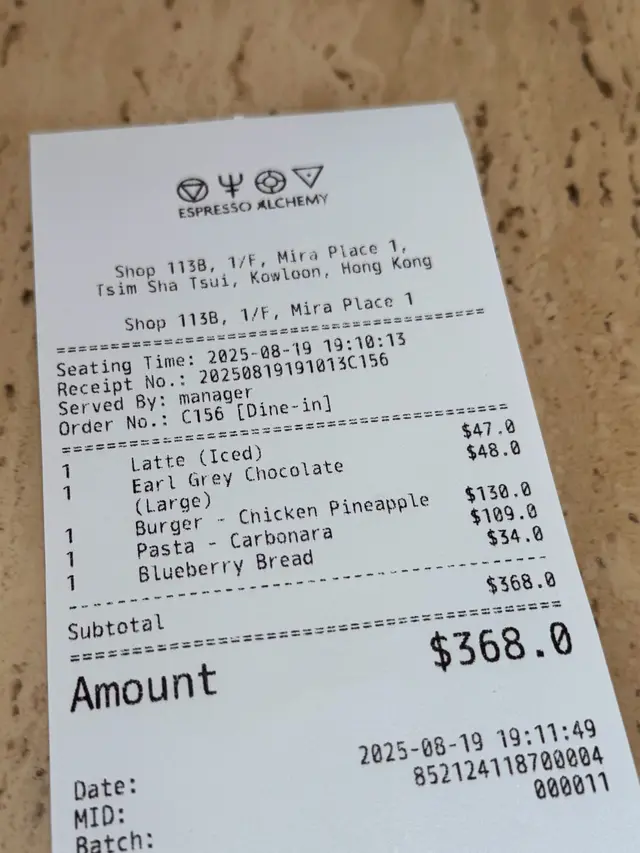 ESPRESSO ALCHEMY
Shop 113B, 1/F, Mira Place 1,
Tsim Sha Tsui, Kowloon, Hong Kong
Shop 113B, 1/F, Mira Place 1
Seating Time: 2025-08-19 19:10:13
Receipt No.: 20250819191013C156
Served By: manager
Order No.: C156 [Dine-in]
1 Latte (Iced) $47.0
1 Earl Grey Chocolate $48.0
(Large)
1 Burger - Chicken Pineapple $130.0
1 Pasta - Carbonara $109.0
1 Blueberry Bread $34.0
Subtotal $368.0
Amount $368.0
Date: 2025-08-19 19:11:49
MID: 852124118700004
Batch: 000011